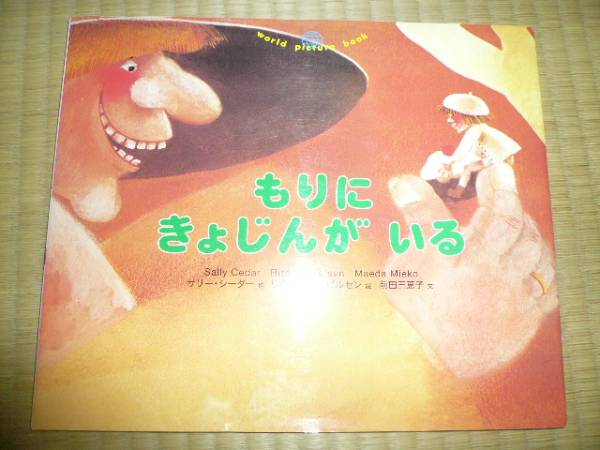 world picture book
もりに
きょじんが いる
Sally Cedar Maeda Mieko
サリー・シーダー 前田三恵子 文